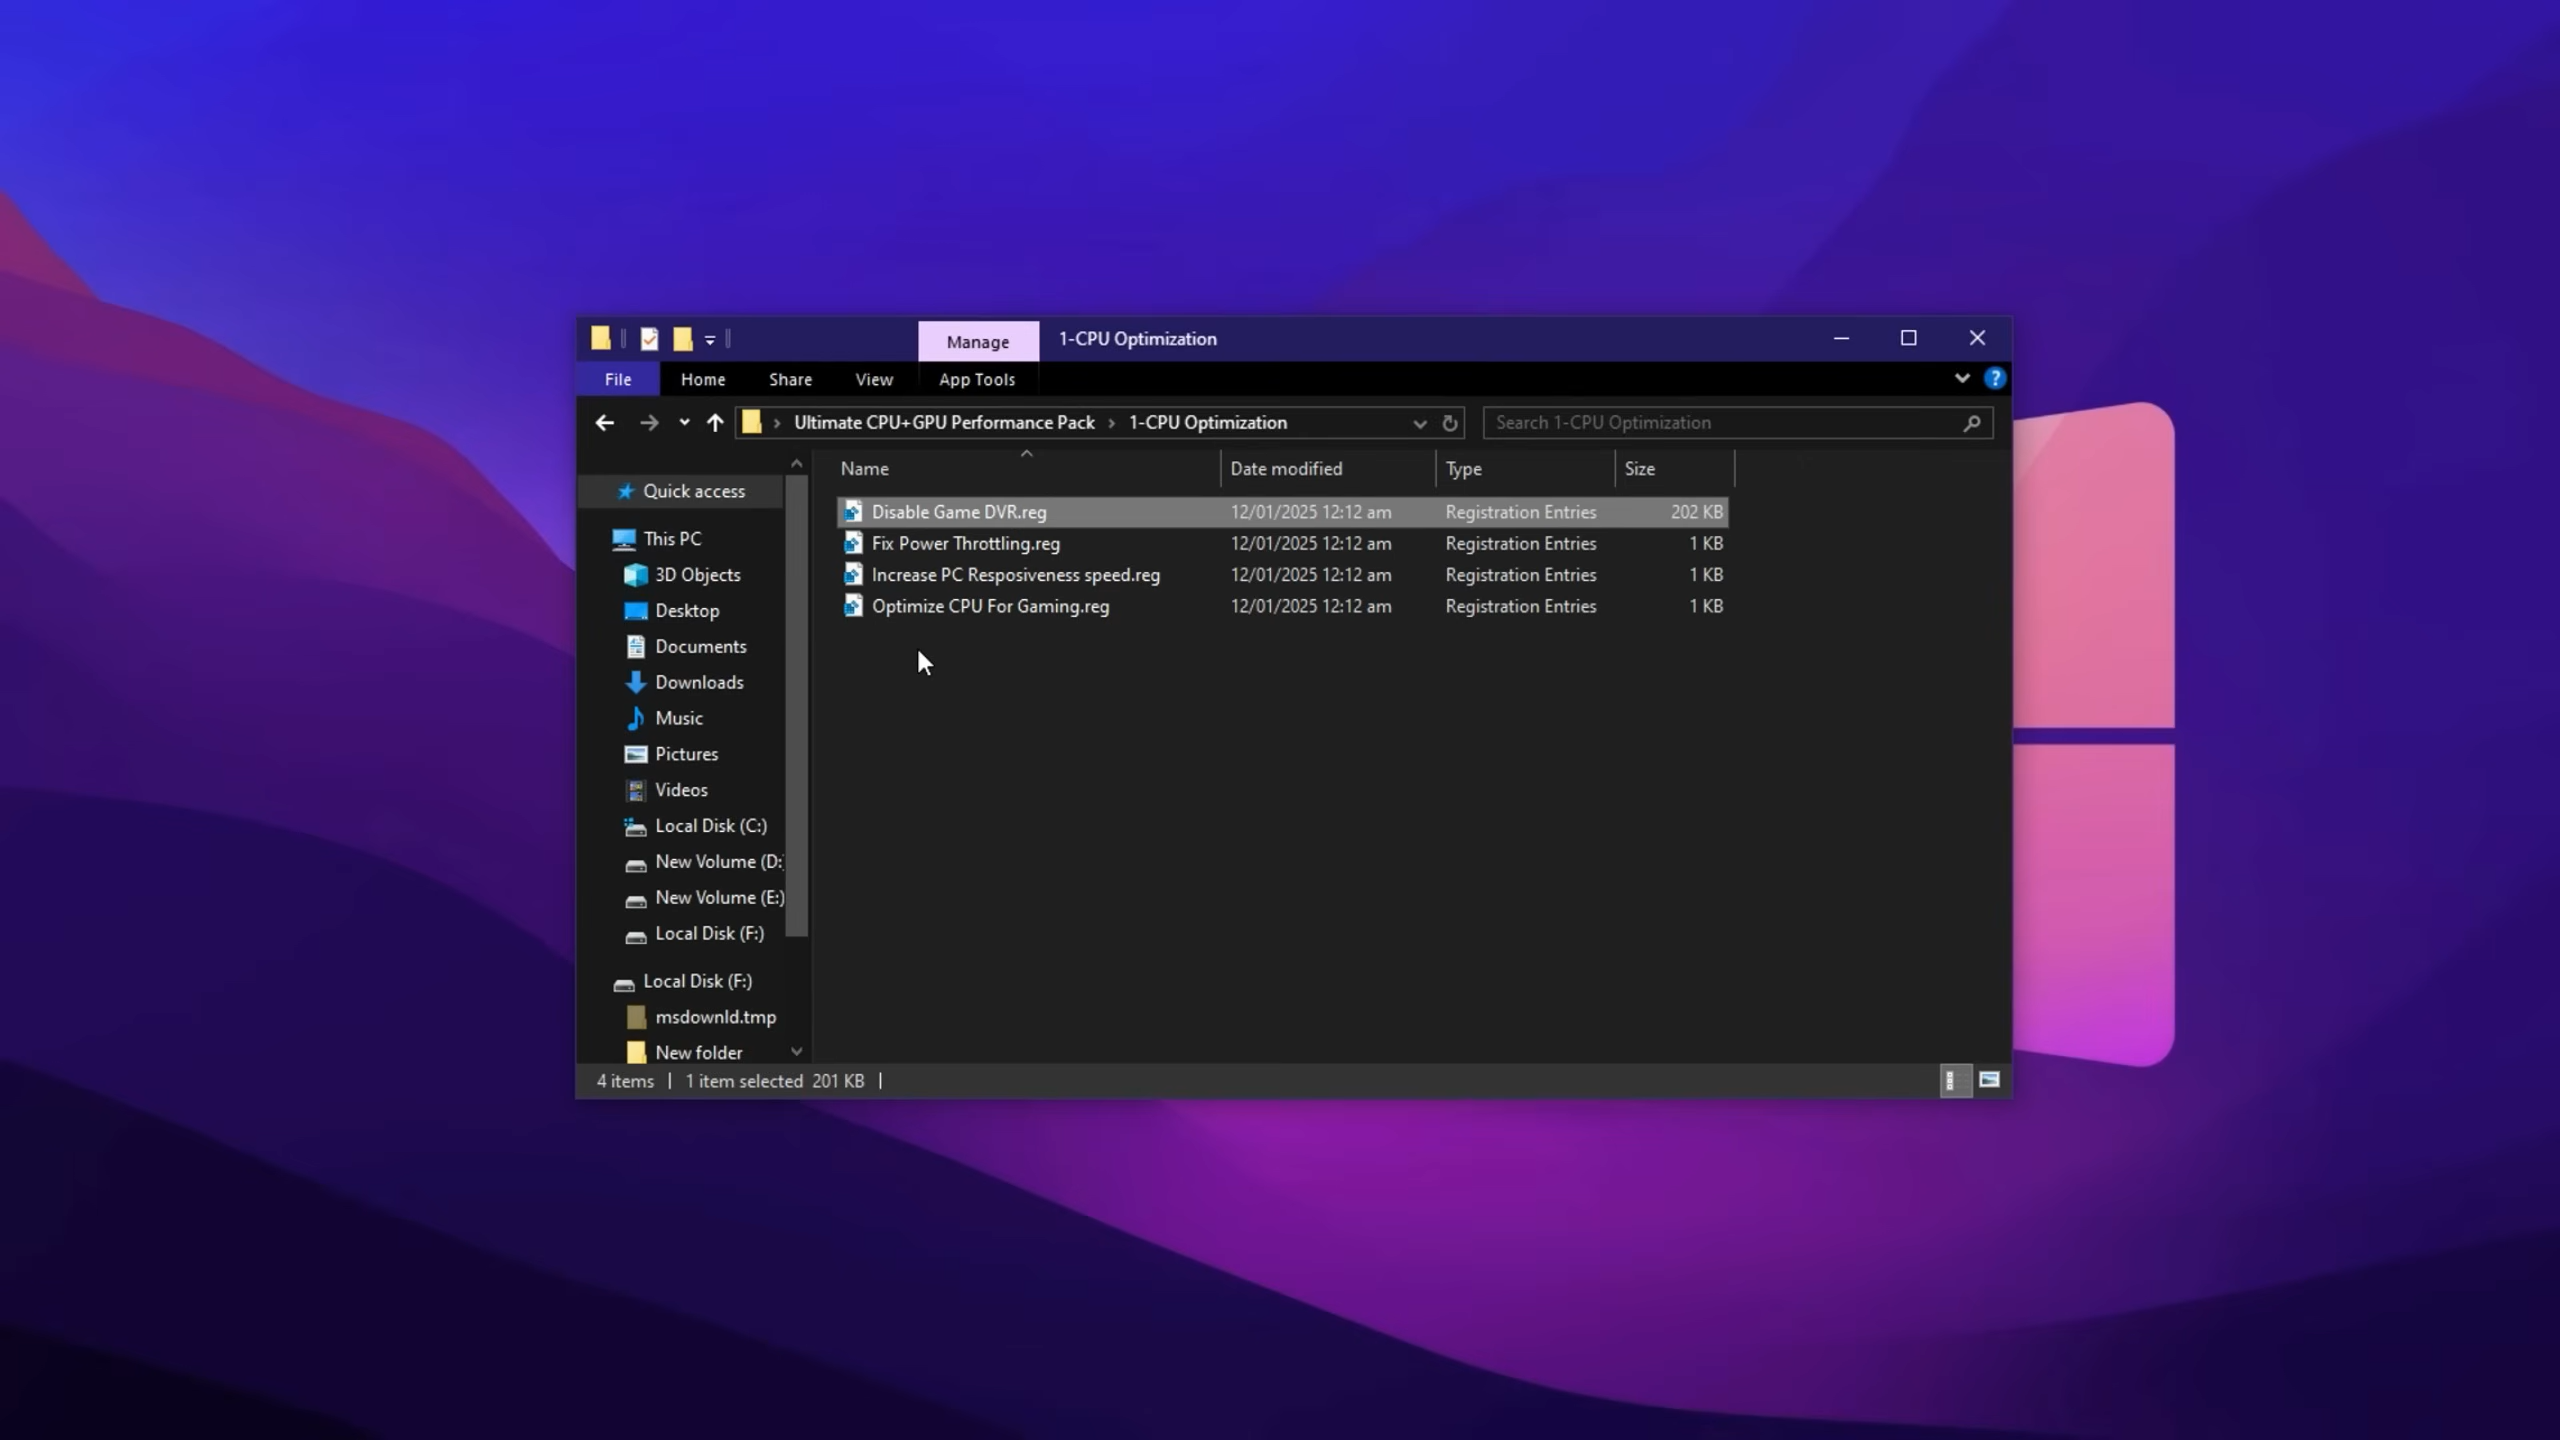 Manage 1-CPU Optimization
File Home Share View App Tools
Ultimate CPU+GPU Performance Pack 1-CPU Optimization Search 1-CPU Optimization
Name Date modified Type Size
Disable Game DVR.reg 12/01/2025 12:12 am Registration Entries 202 KB
Fix Power Throttling.reg 12/01/2025 12:12 am Registration Entries 1 KB
Increase PC Resposiveness speed.reg 12/01/2025 12:12 am Registration Entries 1 KB
Optimize CPU For Gaming.reg 12/01/2025 12:12 am Registration Entries 1 KB
Quick access
This PC
3D Objects
Desktop
Documents
Downloads
Music
Pictures
Videos
Local Disk (C:)
New Volume (D:
New Volume (E:)
Local Disk (F:)
Local Disk (F:)
msdownld.tmp
New folder
4 items 1 item selected 201 KB